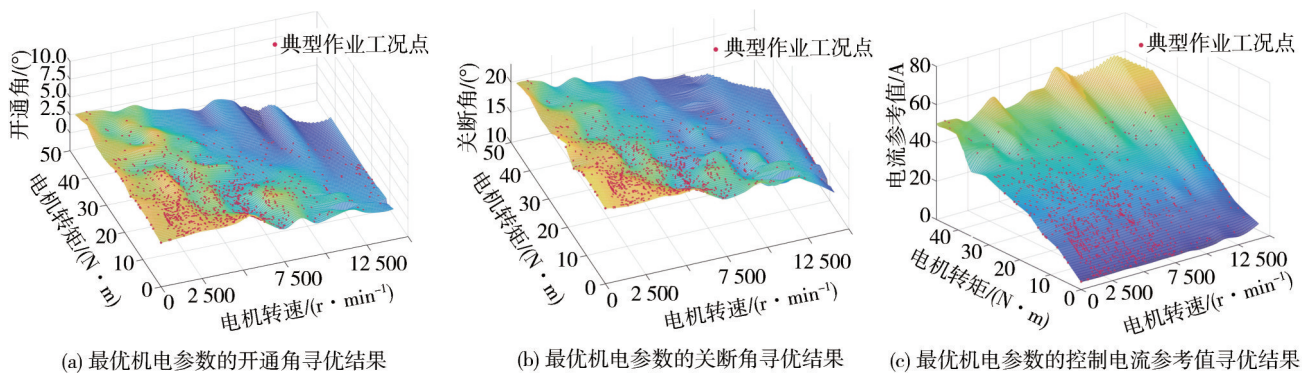 典型作业工况点
10.0
7.5
5.0
2.5
0
开通角/(°)
50
40
30
20
10
0
电机转矩/(N·m)
0
2 500
7 500
12 500
电机转速/(r·min⁻¹)
(a) 最优机电参数的开通角寻优结果
典型作业工况点
20
15
10
关断角/(°)
50
40
30
20
10
0
电机转矩/(N·m)
0
2 500
7 500
12 500
电机转速/(r·min⁻¹)
(b) 最优机电参数的关断角寻优结果
典型作业工况点
80
60
40
20
0
电流参考值/A
40
30
20
10
0
电机转矩/(N·m)
0
2 500
7 500
12 500
电机转速/(r·min⁻¹)
(c) 最优机电参数的控制电流参考值寻优结果